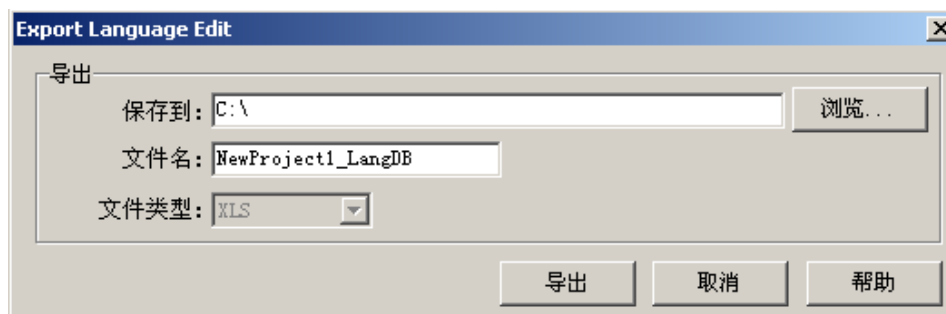 Export Language Edit
导出
保存到: C:\ 浏览...
文件名: NewProject1_LangDB
文件类型: XLS
导出 取消 帮助